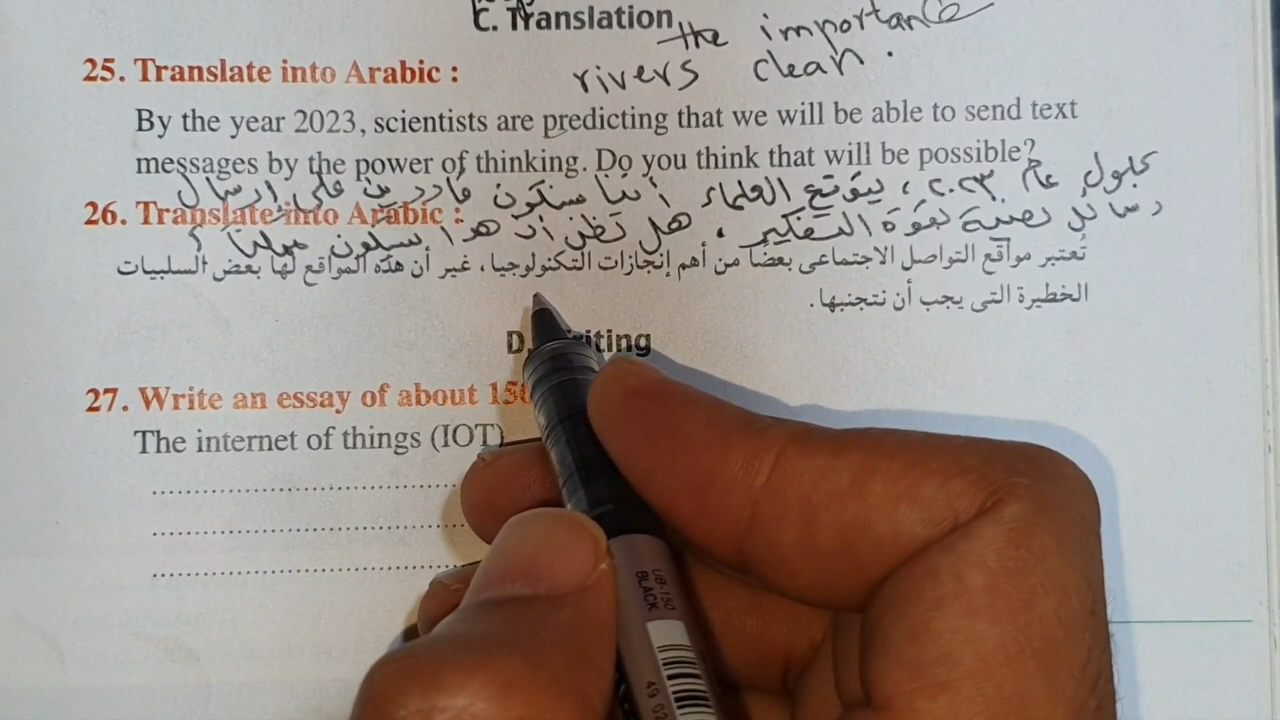 C. Translation
the importance
rivers clean.
25. Translate into Arabic :
By the year 2023, scientists are predicting that we will be able to send text
messages by the power of thinking. Do you think that will be possible?
بحلول عام ٢٠٢٣، يتوقع العلماء أننا سنكون قادرين على إرسال
26. Translate into Arabic :
رسائل نصية بقوة التفكير، هل تظن أن هذا سيكون ممكناً؟
تُعتبر مواقع التواصل الاجتماعى بعضًا من أهم إنجازات التكنولوجيا، غير أن هذه المواقع لها بعض السلبيات
الخطيرة التى يجب أن نتجنبها.
D. Writing
27. Write an essay of about 150
The internet of things (IOT)
UB-150
BLACK
49 02